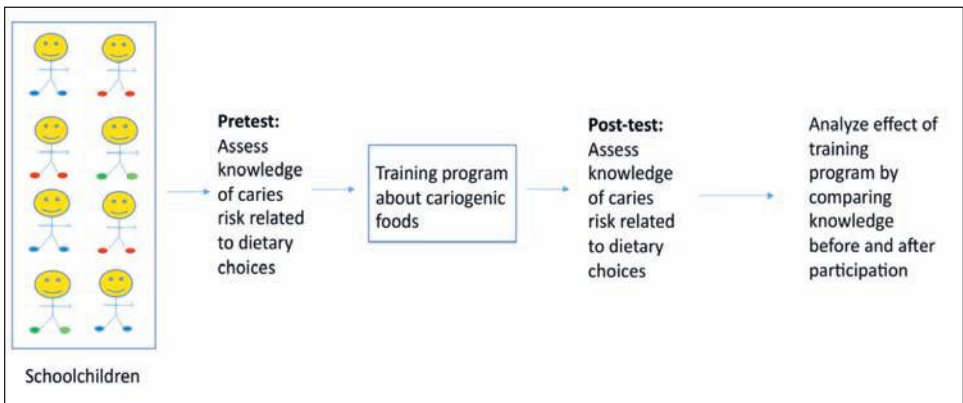 Schoolchildren
Pretest:
Assess
knowledge
of caries
risk related
to dietary
choices
Training program
about cariogenic
foods
Post-test:
Assess
knowledge
of caries
risk related
to dietary
choices
Analyze effect of
training
program by
comparing
knowledge
before and after
participation